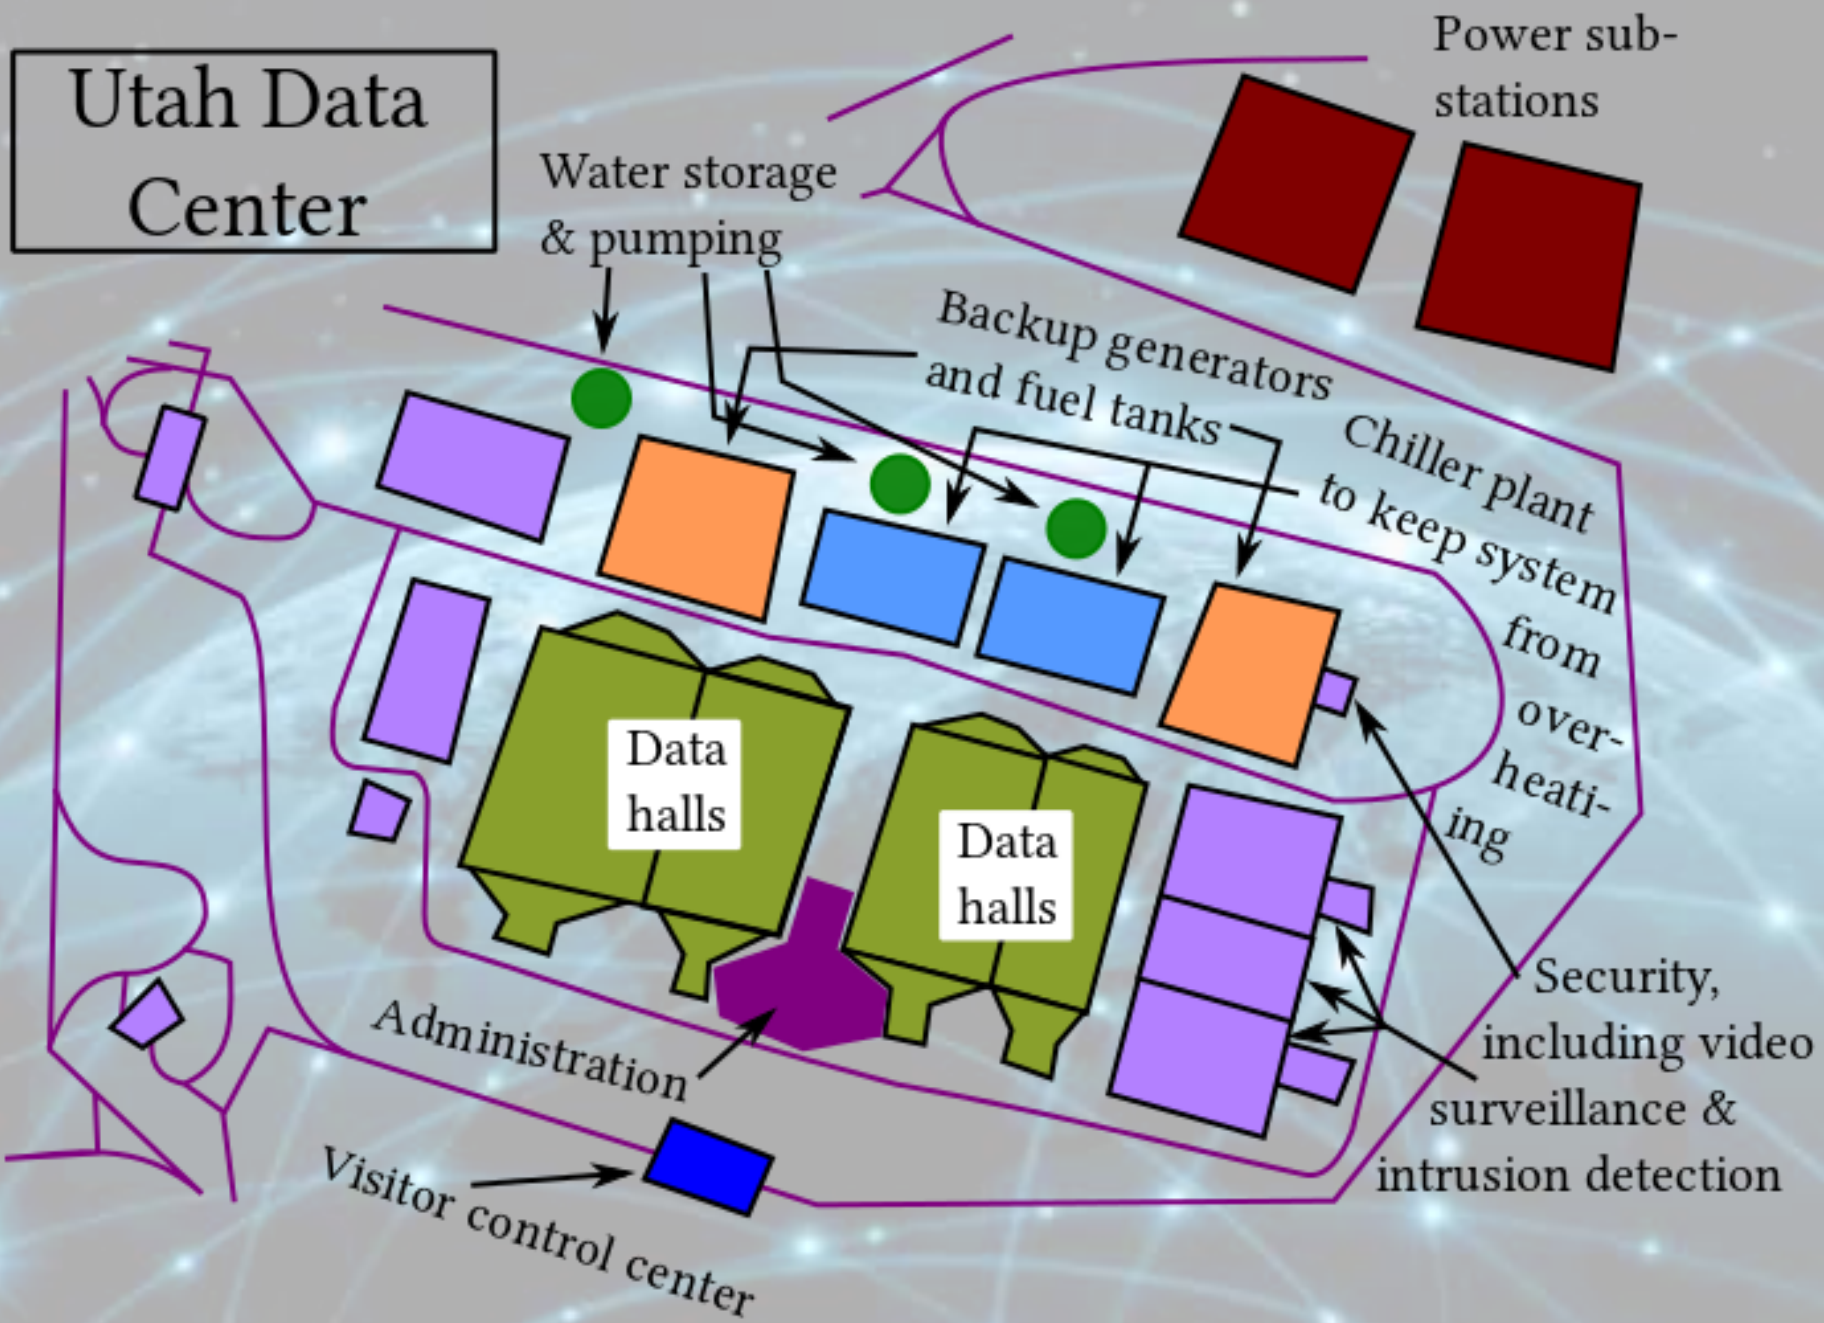 Utah Data
Center
Power sub-
stations
Water storage
& pumping
Backup generators
and fuel tanks
Chiller plant
to keep system
from
over-
heati-
ing
Data
halls
Data
halls
Security,
including video
surveillance &
intrusion detection
Administration
Visitor control center